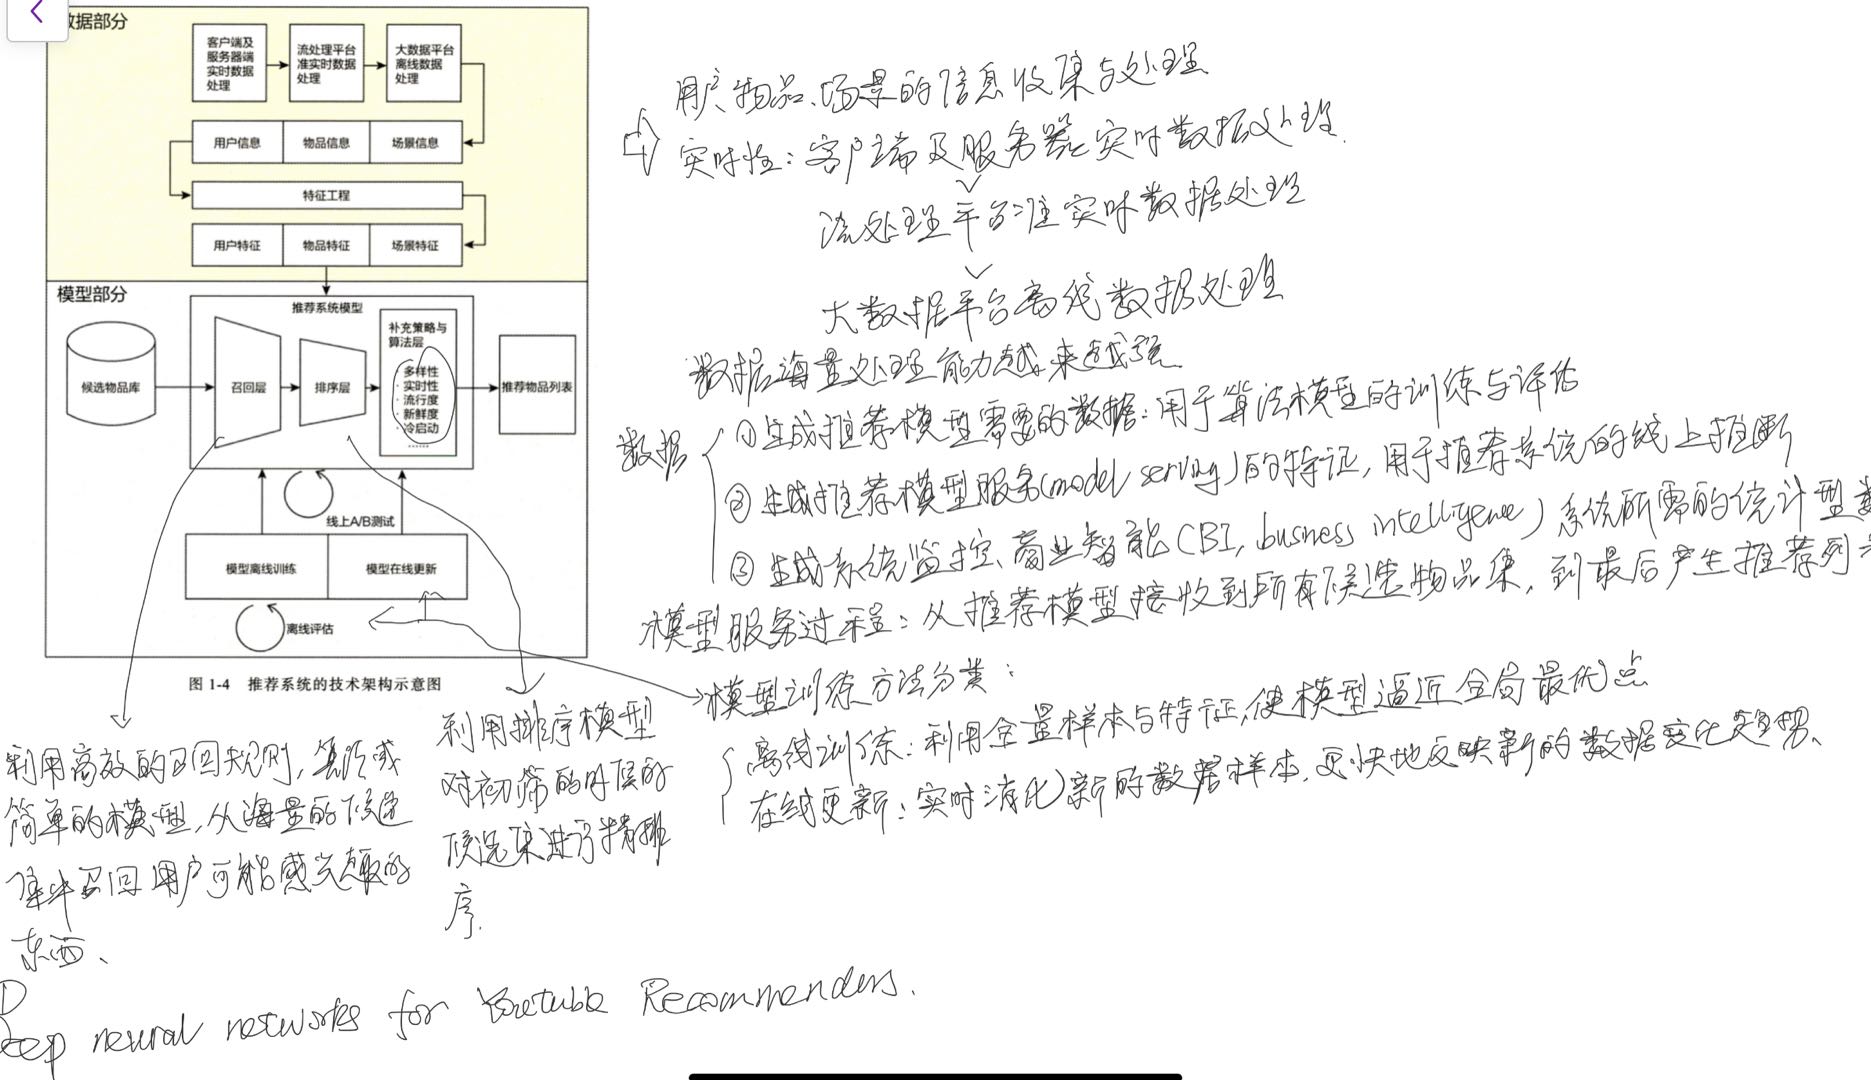 数据部分
客户端及
服务器端
实时数据
处理
流处理平台
准实时数据
处理
大数据平台
离线数据
处理
用户信息
物品信息
场景信息
特征工程
用户特征
物品特征
场景特征
模型部分
推荐系统模型
候选物品库
召回层
排序层
补充策略与
算法层
·多样性
·实时性
·流行度
·新鲜度
·冷启动
......
推荐物品列表
线上A/B测试
模型离线训练
模型在线更新
离线评估
图 1-4 推荐系统的技术架构示意图
用户、物品、场景的信息收集与处理
实时性：客户端及服务器实时数据处理.
流处理平台准实时数据处理
大数据平台离线数据处理
数据海量处理能力越来越强
数据
①生成推荐模型需要的数据：用于算法模型的训练与评估
②生成推荐模型服务(model serving)的特征，用于推荐系统的线上推断
③生成系统监控、商业智能(BI, business intelligence)系统所需的统计型
模型服务过程：从推荐模型接收到所有候选物品集，到最后产生推荐列
模型训练方法分类：
离线训练：利用全量样本与特征，使模型逼近全局最优点
在线更新：实时消化新的数据样本，更快地反映新的数据变化趋势、
利用高效的召回规则，算法或
简单的模型，从海量的候选
集中召回用户可能感兴趣的
东西、
利用排序模型
对初筛的
候选集进行精排
序.
Deep neural networks for Youtube Recommenders.